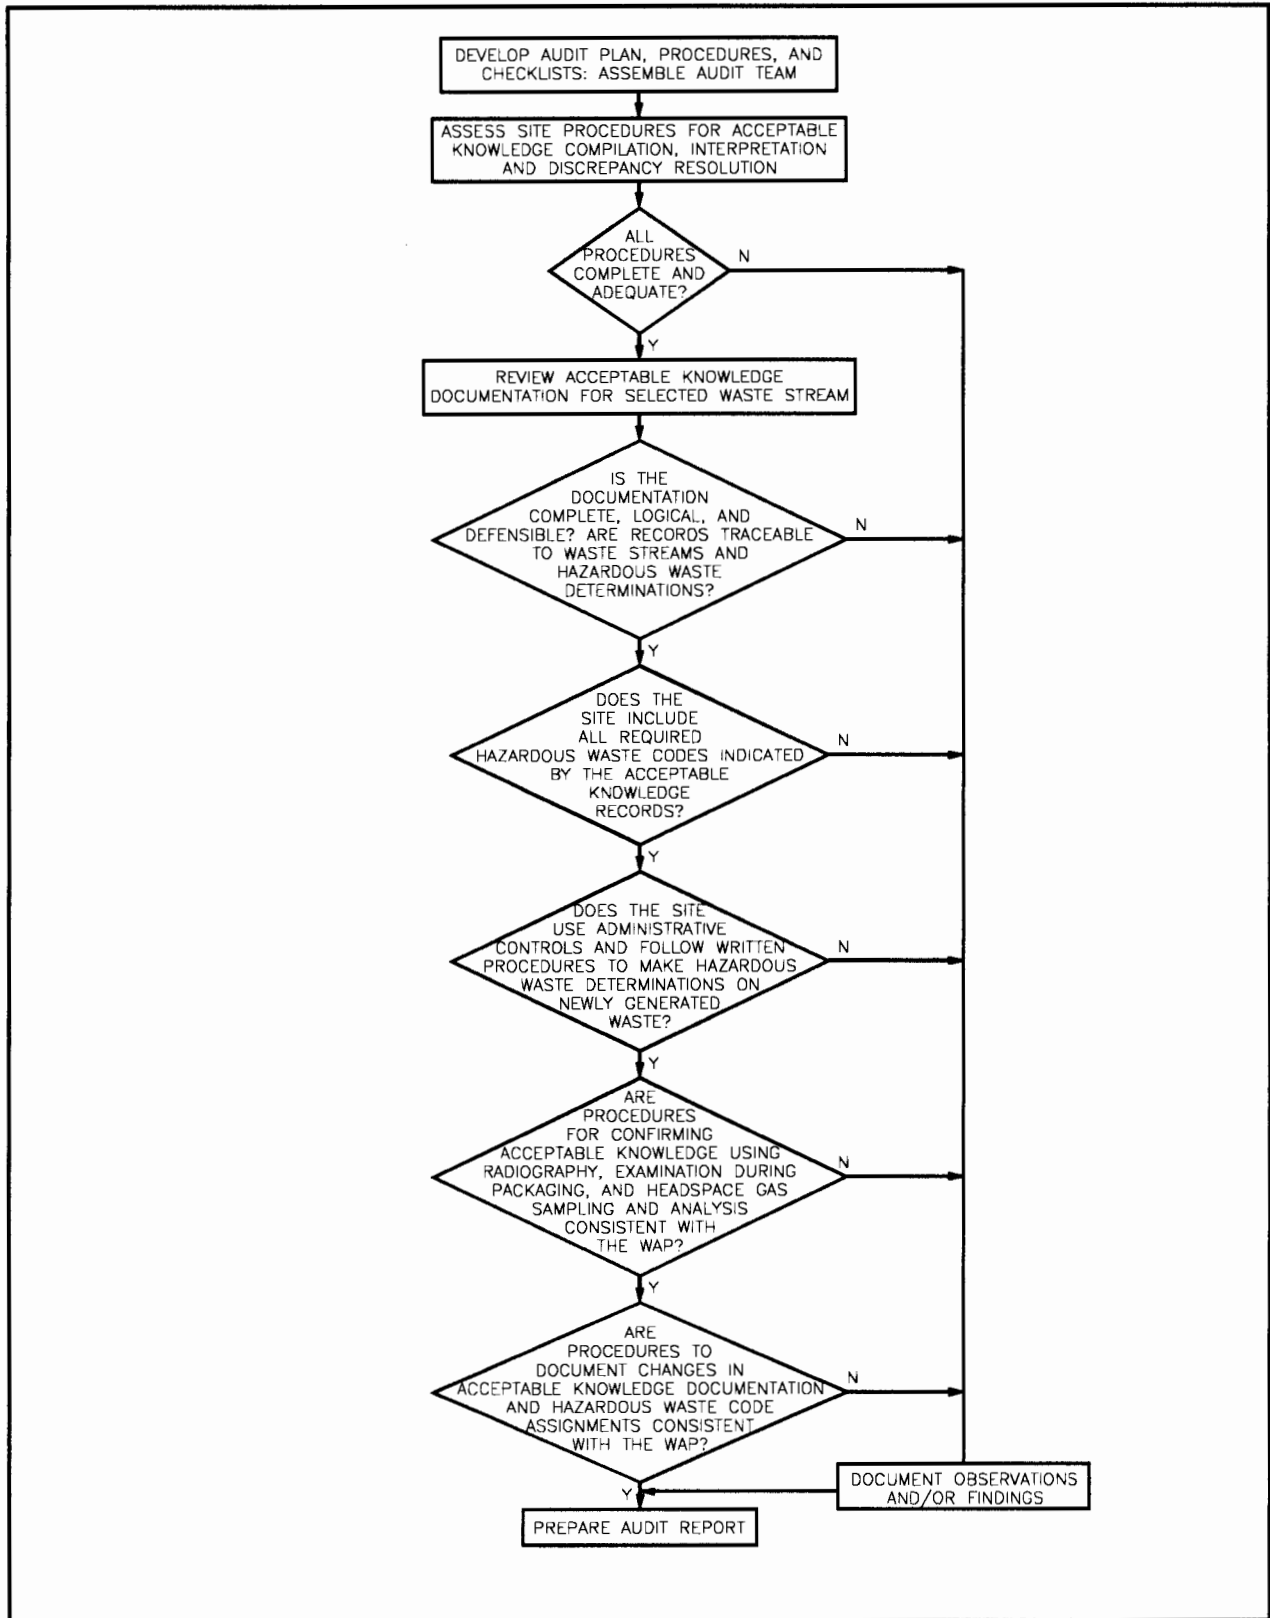 DEVELOP AUDIT PLAN, PROCEDURES, AND
CHECKLISTS: ASSEMBLE AUDIT TEAM
ASSESS SITE PROCEDURES FOR ACCEPTABLE
KNOWLEDGE COMPILATION, INTERPRETATION
AND DISCREPANCY RESOLUTION
ALL
PROCEDURES
COMPLETE AND
ADEQUATE?
N
Y
REVIEW ACCEPTABLE KNOWLEDGE
DOCUMENTATION FOR SELECTED WASTE STREAM
IS THE
DOCUMENTATION
COMPLETE, LOGICAL, AND
DEFENSIBLE? ARE RECORDS TRACEABLE
TO WASTE STREAMS AND
HAZARDOUS WASTE
DETERMINATIONS?
N
Y
DOES THE
SITE INCLUDE
ALL REQUIRED
HAZARDOUS WASTE CODES INDICATED
BY THE ACCEPTABLE
KNOWLEDGE
RECORDS?
N
Y
DOES THE SITE
USE ADMINISTRATIVE
CONTROLS AND FOLLOW WRITTEN
PROCEDURES TO MAKE HAZARDOUS
WASTE DETERMINATIONS ON
NEWLY GENERATED
WASTE?
N
Y
ARE
PROCEDURES
FOR CONFIRMING
ACCEPTABLE KNOWLEDGE USING
RADIOGRAPHY, EXAMINATION DURING
PACKAGING, AND HEADSPACE GAS
SAMPLING AND ANALYSIS
CONSISTENT WITH
THE WAP?
N
Y
ARE
PROCEDURES TO
DOCUMENT CHANGES IN
ACCEPTABLE KNOWLEDGE DOCUMENTATION
AND HAZARDOUS WASTE CODE
ASSIGNMENTS CONSISTENT
WITH THE WAP?
N
Y
DOCUMENT OBSERVATIONS
AND/OR FINDINGS
PREPARE AUDIT REPORT